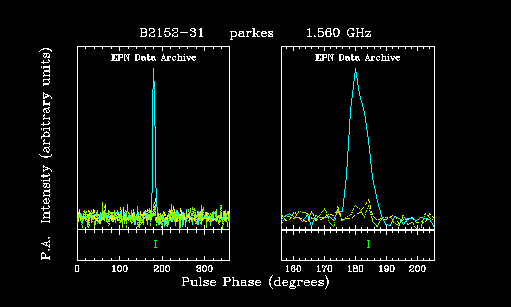 B2152-31 parkes 1.560 GHz
EPN Data Archive EPN Data Archive
P.A. Intensity (arbitrary units)
0 100 200 300 160 170 180 190 200
Pulse Phase (degrees)